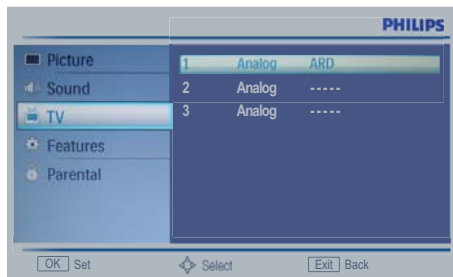 PHILIPS
Picture
Sound
TV
Features
Parental
1 Analog ARD
2 Analog -----
3 Analog -----
OK Set Select Exit Back